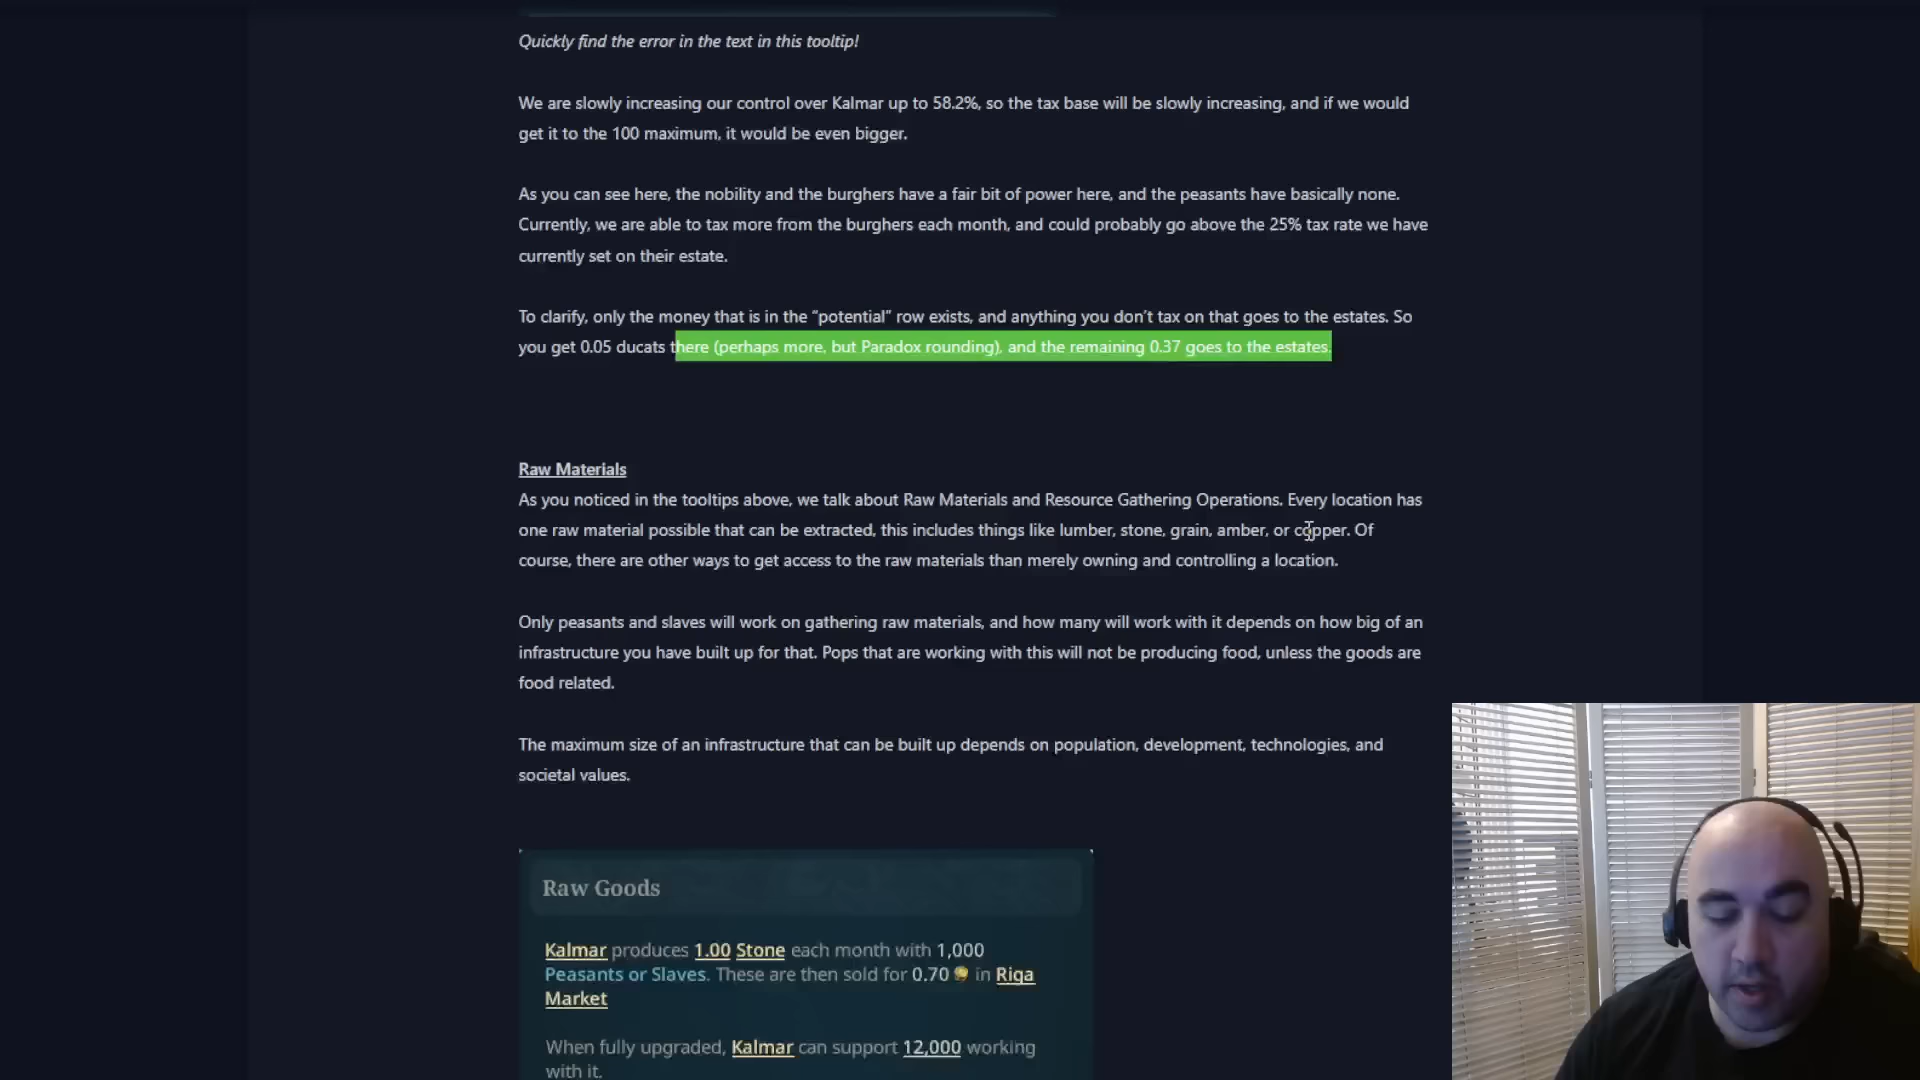 Quickly find the error in the text in this tooltip!
We are slowly increasing our control over Kalmar up to 58.2%, so the tax base will be slowly increasing, and if we would
get it to the 100 maximum, it would be even bigger.
As you can see here, the nobility and the burghers have a fair bit of power here, and the peasants have basically none.
Currently, we are able to tax more from the burghers each month, and could probably go above the 25% tax rate we have
currently set on their estate.
To clarify, only the money that is in the “potential” row exists, and anything you don’t tax on that goes to the estates. So
you get 0.05 ducats there (perhaps more, but Paradox rounding), and the remaining 0.37 goes to the estates.
Raw Materials
As you noticed in the tooltips above, we talk about Raw Materials and Resource Gathering Operations. Every location has
one raw material possible that can be extracted, this includes things like lumber, stone, grain, amber, or copper. Of
course, there are other ways to get access to the raw materials than merely owning and controlling a location.
Only peasants and slaves will work on gathering raw materials, and how many will work with it depends on how big of an
infrastructure you have built up for that. Pops that are working with this will not be producing food, unless the goods are
food related.
The maximum size of an infrastructure that can be built up depends on population, development, technologies, and
societal values.
Raw Goods
Kalmar produces 1.00 Stone each month with 1,000
Peasants or Slaves. These are then sold for 0.70 in Riga
Market
When fully upgraded, Kalmar can support 12,000 working
with it.